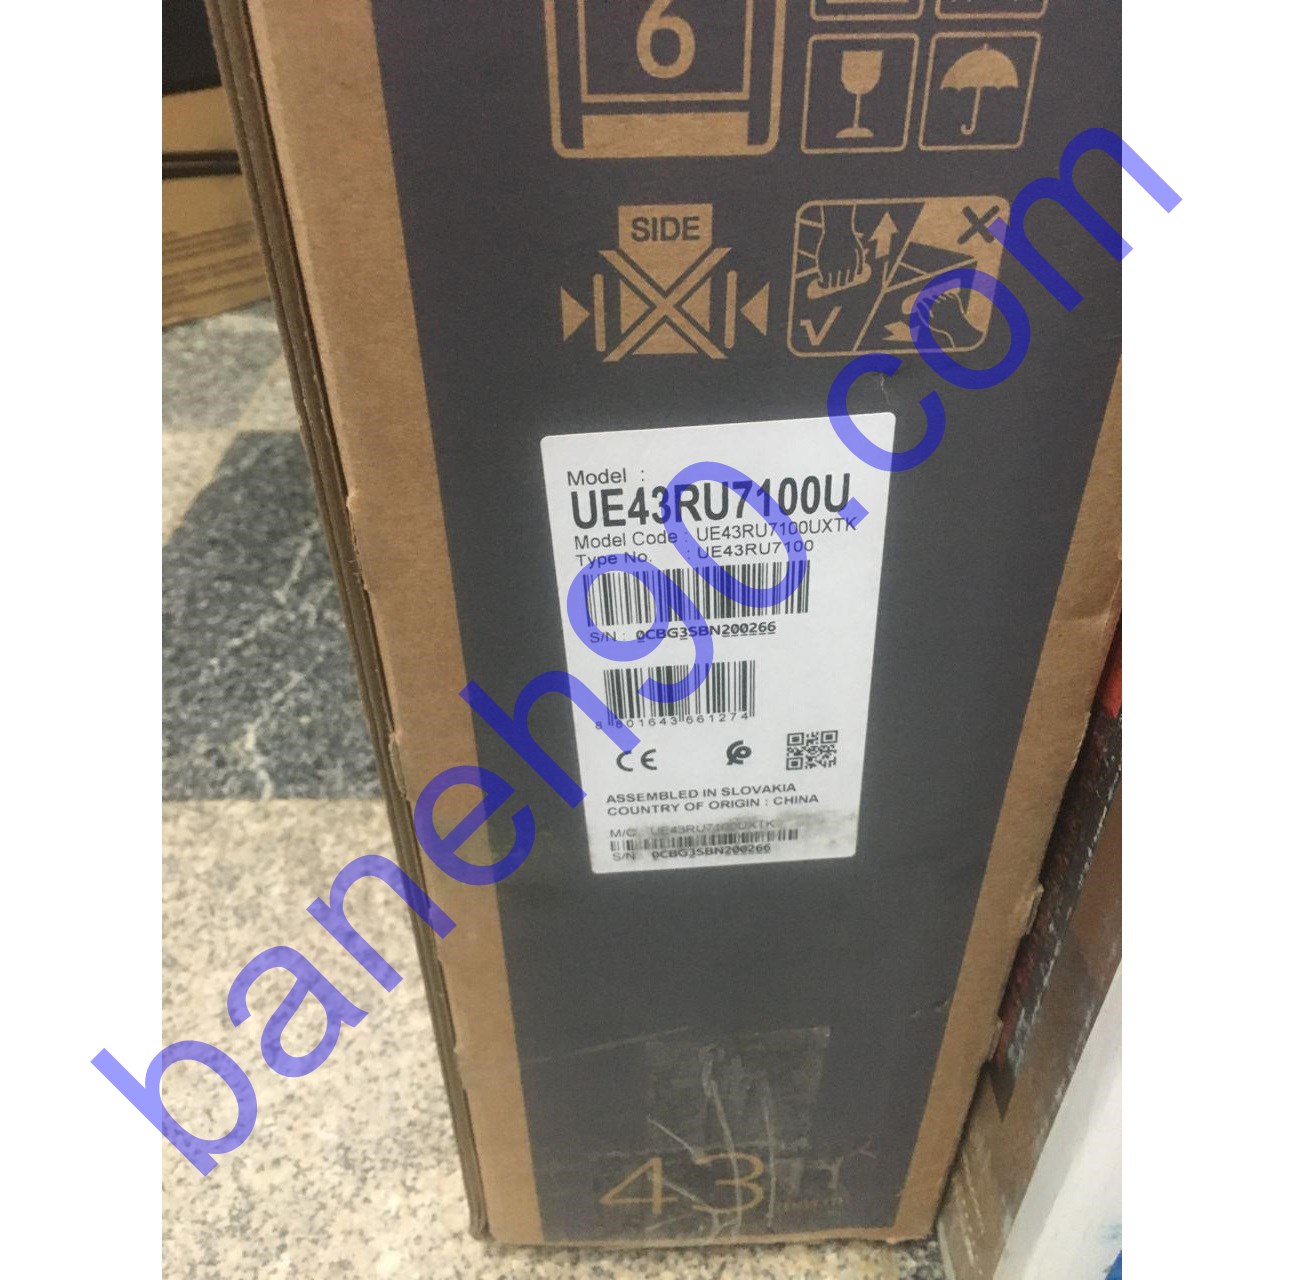 6
SIDE
Model :
UE43RU7100U
Model Code : UE43RU7100UXTK
Type No. : UE43RU7100
S/N : 0CBG3SBN200266
8 801643 661274
CE
ASSEMBLED IN SLOVAKIA
COUNTRY OF ORIGIN : CHINA
M/C : UE43RU7100UXTK
S/N : 0CBG3SBN200266
43
baneh90.com